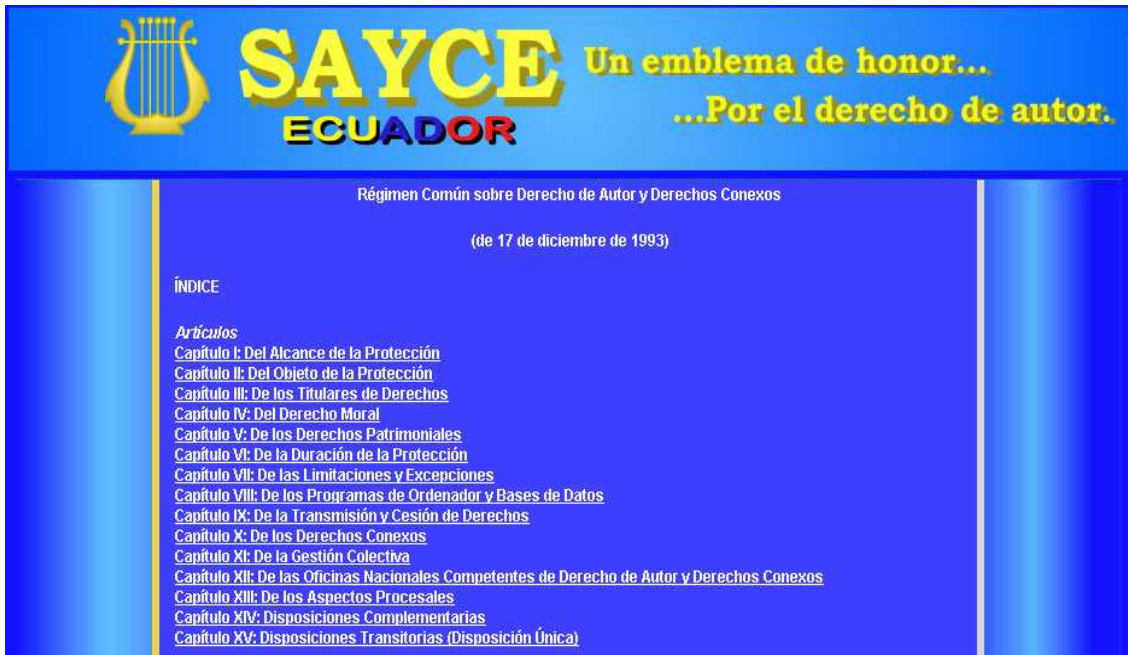 SAYCE
ECUADOR
Un emblema de honor...
...Por el derecho de autor.
Régimen Común sobre Derecho de Autor y Derechos Conexos
(de 17 de diciembre de 1993)
ÍNDICE
Artículos
Capítulo I: Del Alcance de la Protección
Capítulo II: Del Objeto de la Protección
Capítulo III: De los Titulares de Derechos
Capítulo IV: Del Derecho Moral
Capítulo V: De los Derechos Patrimoniales
Capítulo VI: De la Duración de la Protección
Capítulo VII: De las Limitaciones y Excepciones
Capítulo VIII: De los Programas de Ordenador y Bases de Datos
Capítulo IX: De la Transmisión y Cesión de Derechos
Capítulo X: De los Derechos Conexos
Capítulo XI: De la Gestión Colectiva
Capítulo XII: De las Oficinas Nacionales Competentes de Derecho de Autor y Derechos Conexos
Capítulo XIII: De los Aspectos Procesales
Capítulo XIV: Disposiciones Complementarias
Capítulo XV: Disposiciones Transitorias (Disposición Única)